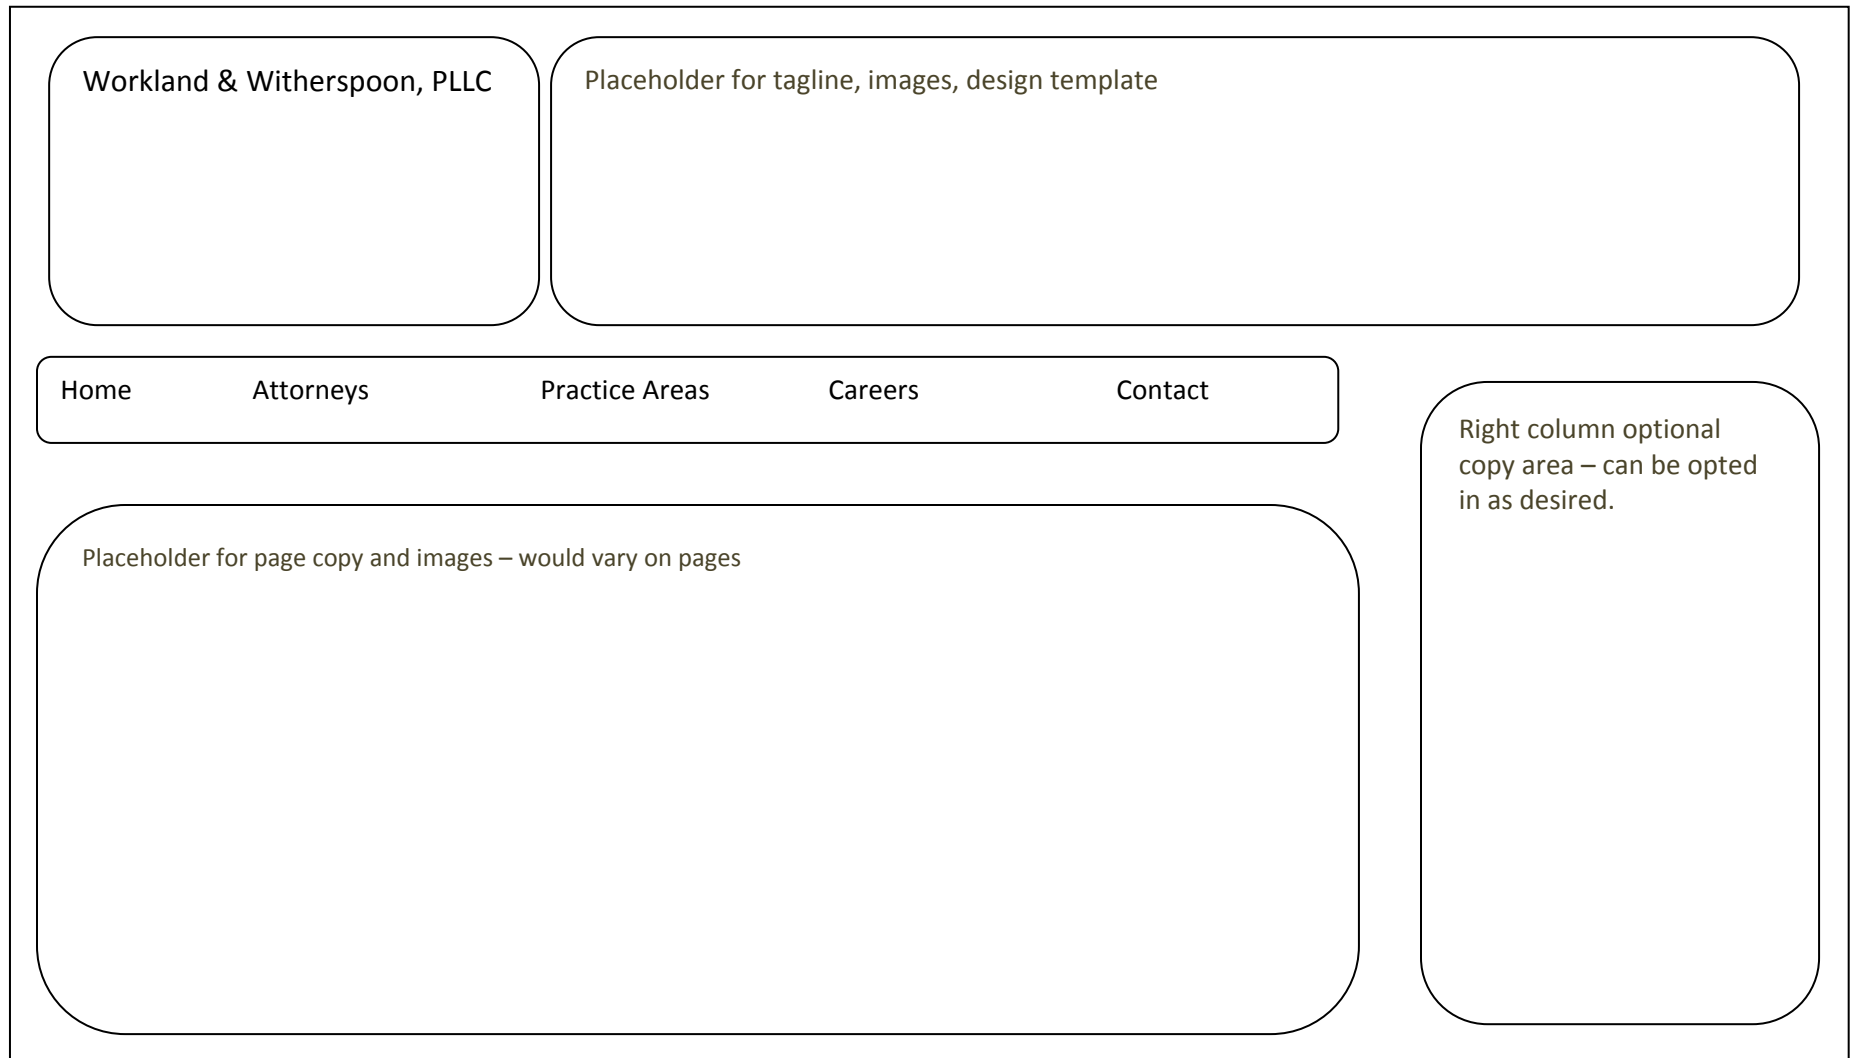 Workland & Witherspoon, PLLC
Placeholder for tagline, images, design template
Home Attorneys Practice Areas Careers Contact
Right column optional
copy area – can be opted
in as desired.
Placeholder for page copy and images – would vary on pages